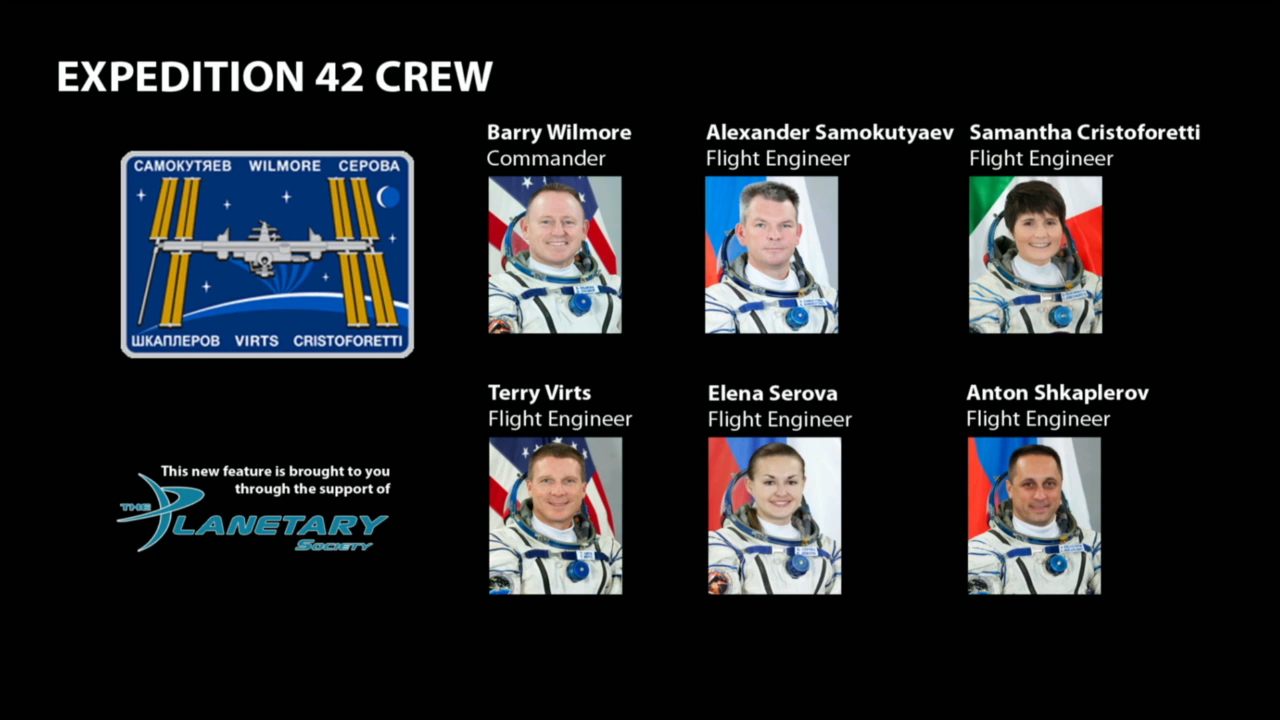 EXPEDITION 42 CREW
САМОКУТЯЕВ WILMORE СЕРОВА
ШКАПЛЕРОВ VIRTS CRISTOFORETTI
This new feature is brought to you
through the support of
THE PLANETARY
SOCIETY
Barry Wilmore
Commander
Alexander Samokutyaev
Flight Engineer
Samantha Cristoforetti
Flight Engineer
Terry Virts
Flight Engineer
Elena Serova
Flight Engineer
Anton Shkaplerov
Flight Engineer